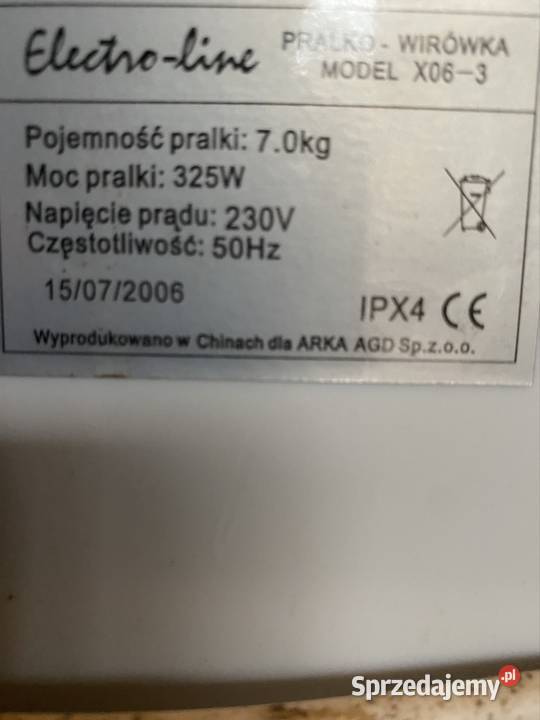 Electro-line
PRALKO - WIRÓWKA
MODEL X06-3
Pojemność pralki: 7.0kg
Moc pralki: 325W
Napięcie prądu: 230V
Częstotliwość: 50Hz
15/07/2006
IPX4 CE
Wyprodukowano w Chinach dla ARKA AGD Sp.z.o.o.
Sprzedajemy.pl